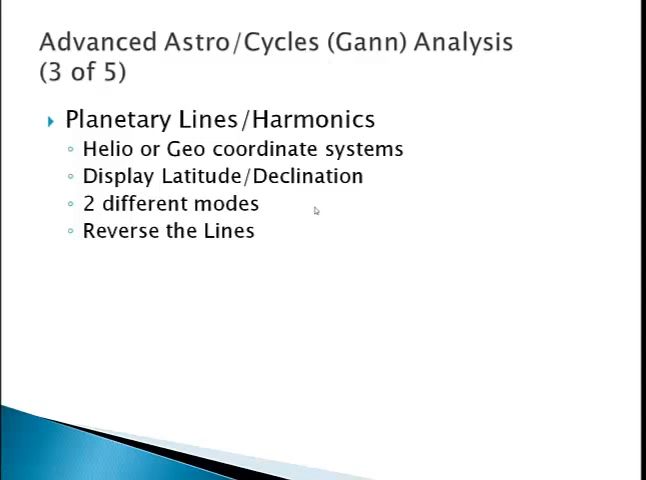 Advanced Astro/Cycles (Gann) Analysis
(3 of 5)
Planetary Lines/Harmonics
Helio or Geo coordinate systems
Display Latitude/Declination
2 different modes
Reverse the Lines